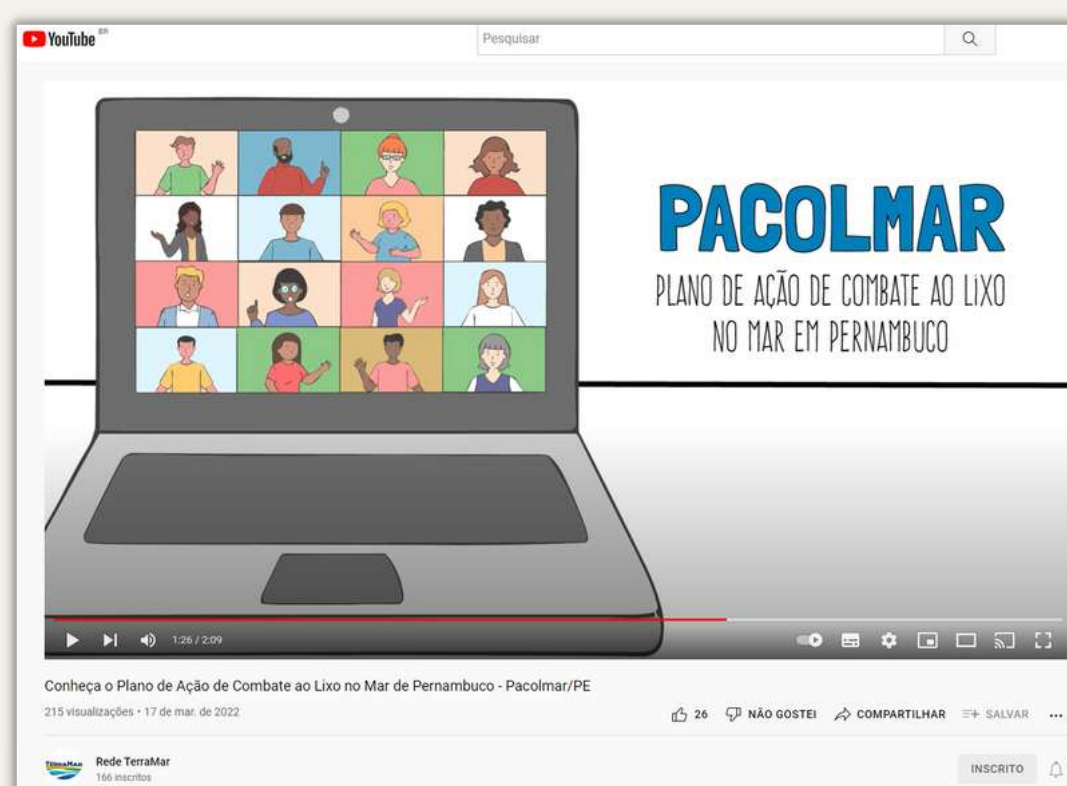 YouTube BR
Pesquisar
PACOLMAR
PLANO DE AÇÃO DE COMBATE AO LIXO
NO MAR EM PERNAMBUCO
1:26 / 2:09
Conheça o Plano de Ação de Combate ao Lixo no Mar de Pernambuco - Pacolmar/PE
215 visualizações • 17 de mar. de 2022
26 NÃO GOSTEI COMPARTILHAR SALVAR ...
TERRAMAR
Rede TerraMar
166 inscritos
INSCRITO